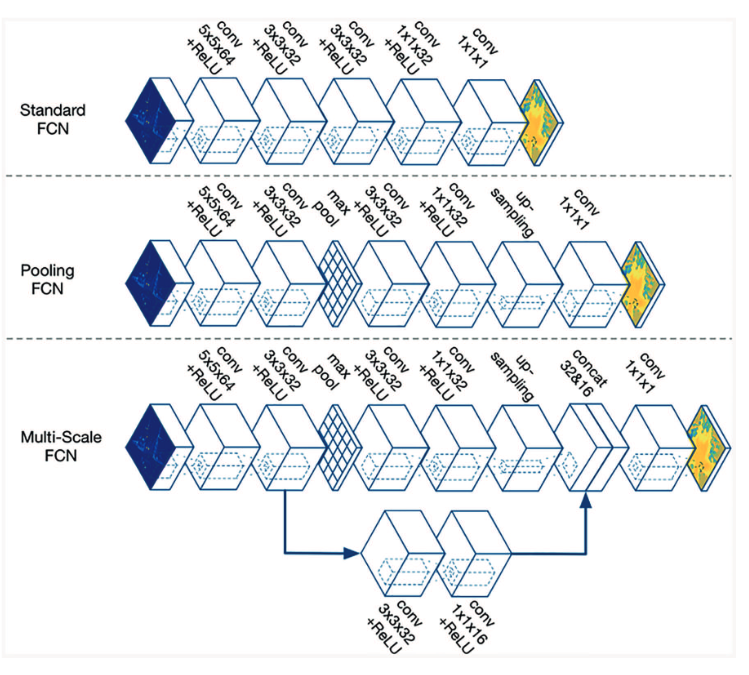 conv
5x5x64
+ReLU
conv
3x3x32
+ReLU
conv
3x3x32
+ReLU
conv
1x1x32
+ReLU
conv
1x1x1
Standard
FCN
conv
5x5x64
+ReLU
conv
3x3x32
+ReLU
max
pool
conv
3x3x32
+ReLU
conv
1x1x32
+ReLU
up-
sampling
conv
1x1x1
Pooling
FCN
conv
5x5x64
+ReLU
conv
3x3x32
+ReLU
max
pool
conv
3x3x32
+ReLU
conv
1x1x32
+ReLU
up-
sampling
concat
32&16
conv
1x1x1
Multi-Scale
FCN
conv
3x3x32
+ReLU
conv
1x1x16
+ReLU